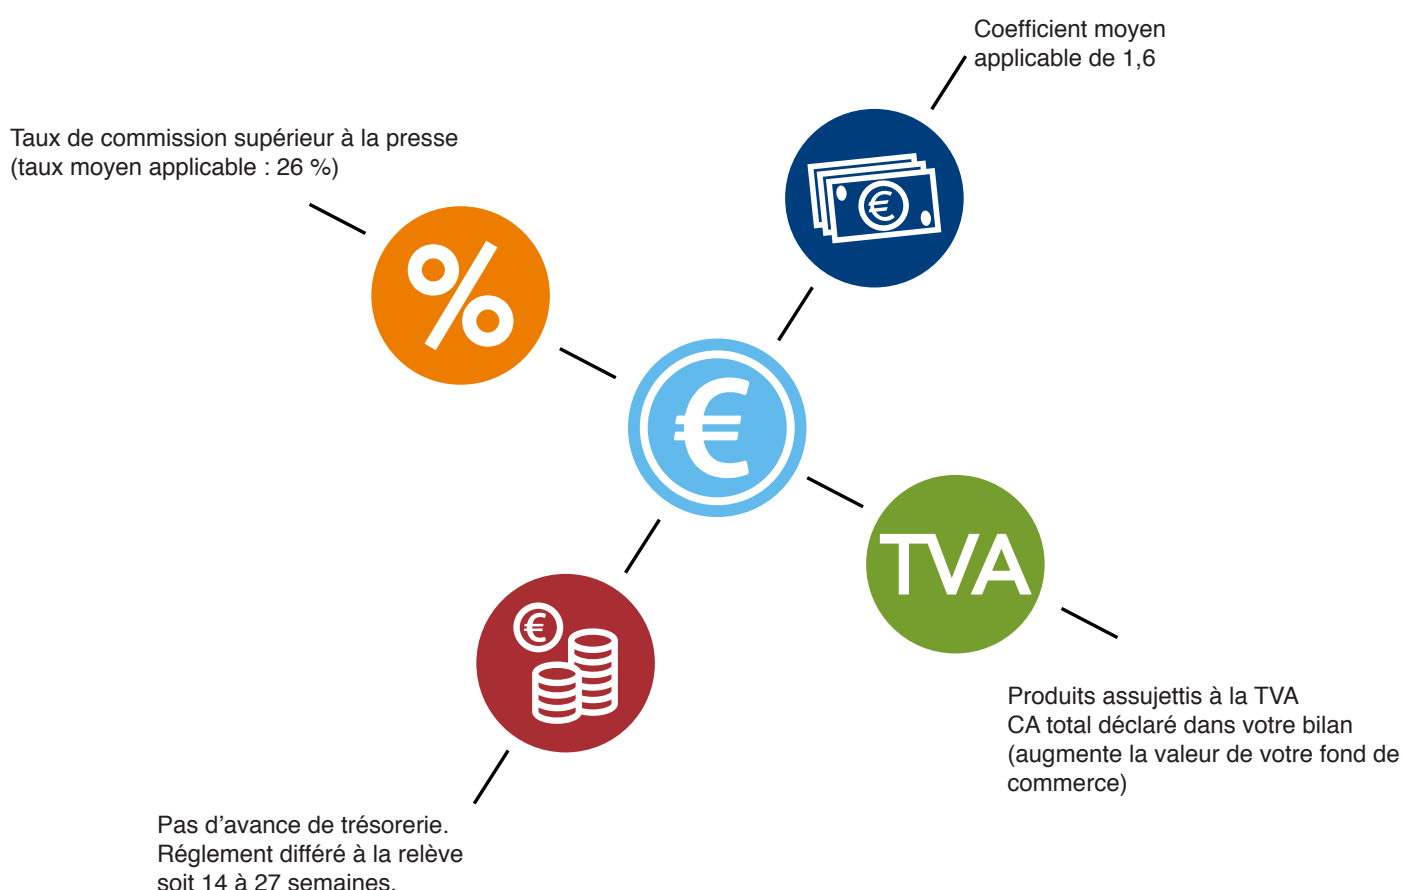 Coefficient moyen
applicable de 1,6
Taux de commission supérieur à la presse
(taux moyen applicable : 26 %)
%
€
€
TVA
€
Produits assujettis à la TVA
CA total déclaré dans votre bilan
(augmente la valeur de votre fond de
commerce)
Pas d’avance de trésorerie.
Réglement différé à la relève
soit 14 à 27 semaines.